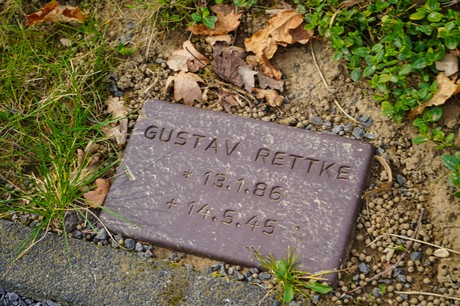 GUSTAV RETTKE
* 13.1.86
+ 14.5.45